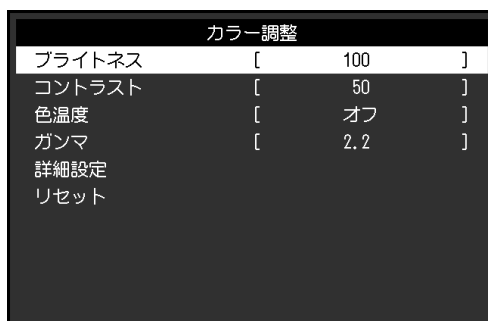 カラー調整
ブライトネス [ 100 ]
コントラスト [ 50 ]
色温度 [ オフ ]
ガンマ [ 2.2 ]
詳細設定
リセット